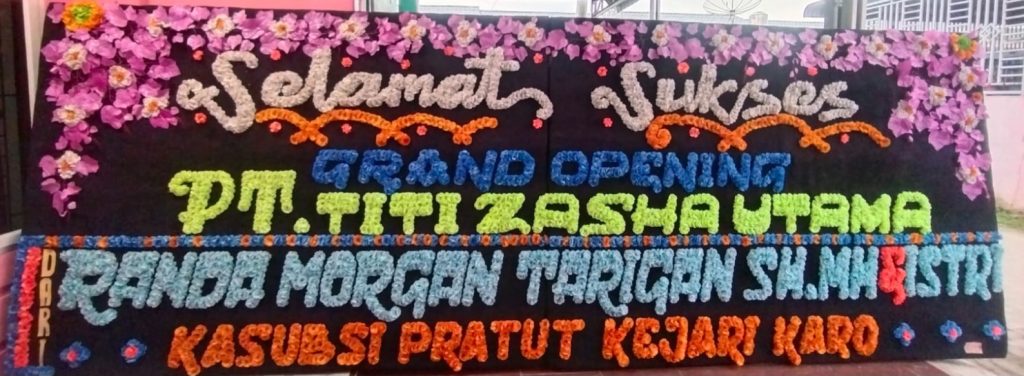 Selamat Sukses
GRAND OPENING
PT. TITI ZASHA UTAMA
DARI
RANDA MORGAN TARIGAN SH.MH & ISTRI
KASUBSI PRATUT KEJARI KARO